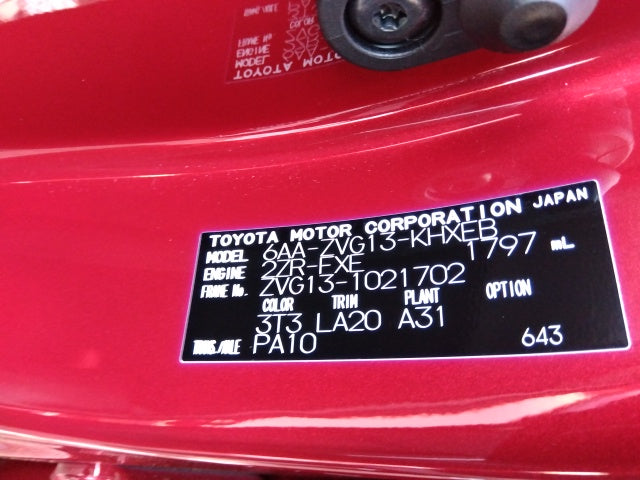 TOYOTA MOTOR CORPORATION JAPAN
MODEL 6AA-ZVG13-KHXEB
ENGINE 2ZR-FXE 1797 mL
FRAME No. ZVG13-1021702
COLOR TRIM PLANT OPTION
3T3 LA20 A31
TRANS./AXLE PA10 643